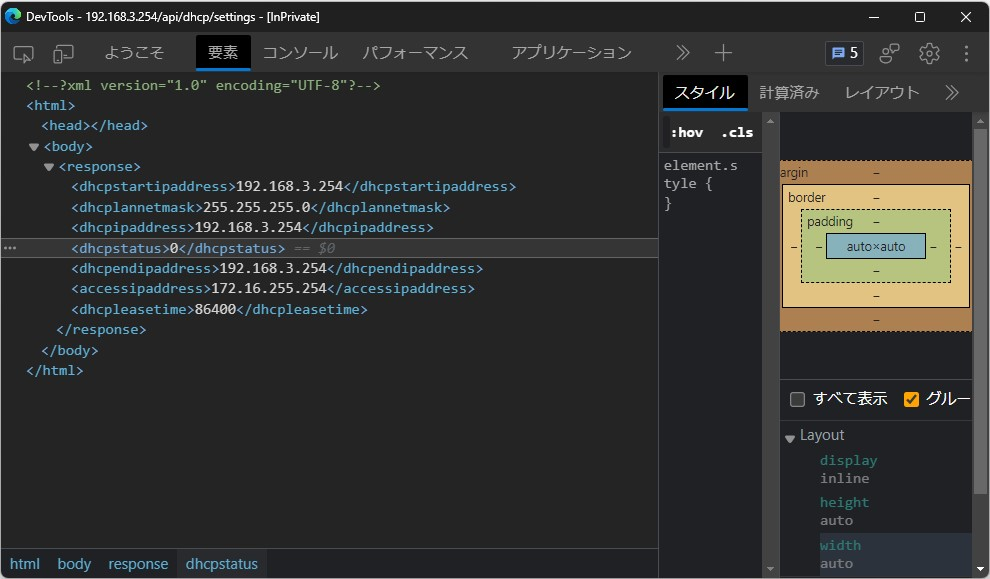 DevTools - 192.168.3.254/api/dhcp/settings - [InPrivate]
ようこそ 要素 コンソール パフォーマンス アプリケーション 5
<!--?xml version="1.0" encoding="UTF-8"?-->
<html>
<head></head>
<body>
<response>
<dhcpstartipaddress>192.168.3.254</dhcpstartipaddress>
<dhcplannetmask>255.255.255.0</dhcplannetmask>
<dhcpipaddress>192.168.3.254</dhcpipaddress>
<dhcpstatus>0</dhcpstatus> == $0
<dhcpendipaddress>192.168.3.254</dhcpendipaddress>
<accessipaddress>172.16.255.254</accessipaddress>
<dhcpleasetime>86400</dhcpleasetime>
</response>
</body>
</html>
html body response dhcpstatus
スタイル 計算済み レイアウト
:hov .cls
element.s
tyle {
}
argin –
border –
padding –
– – auto×auto – –
–
–
–
すべて表示 グルー
Layout
display
inline
height
auto
width
auto